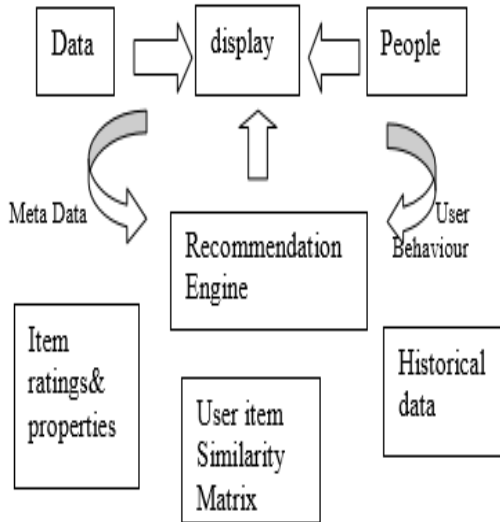 Data
display
People
Meta Data
User
Behaviour
Recommendation
Engine
Item
ratings&
properties
User item
Similarity
Matrix
Historical
data